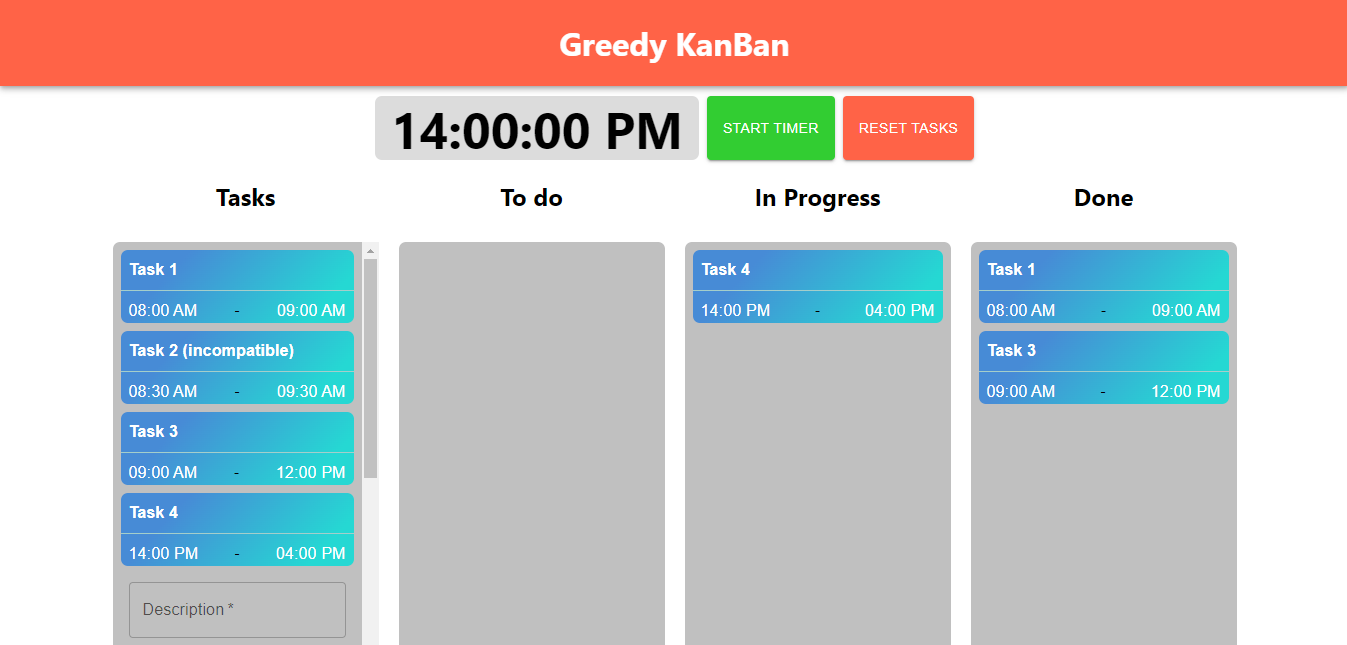 Greedy KanBan
14:00:00 PM
START TIMER
RESET TASKS
Tasks
Task 1
08:00 AM - 09:00 AM
Task 2 (incompatible)
08:30 AM - 09:30 AM
Task 3
09:00 AM - 12:00 PM
Task 4
14:00 PM - 04:00 PM
Description *
To do
In Progress
Task 4
14:00 PM - 04:00 PM
Done
Task 1
08:00 AM - 09:00 AM
Task 3
09:00 AM - 12:00 PM